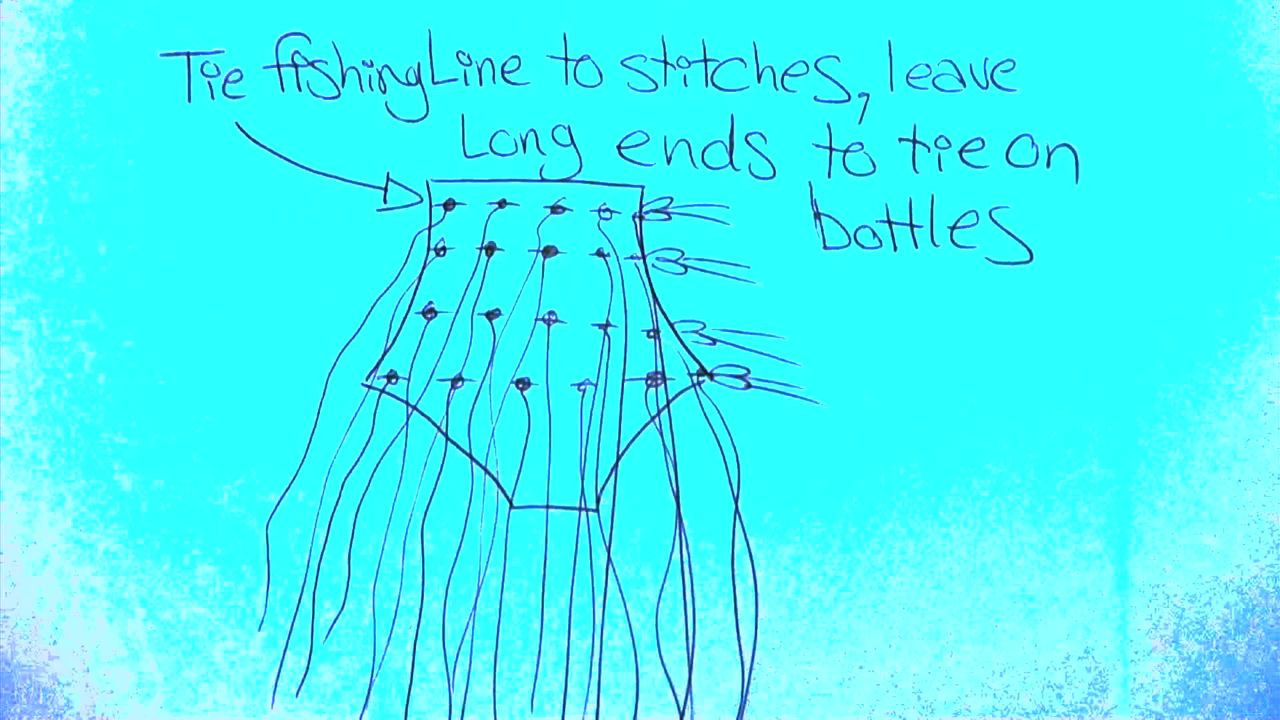 Tie fishingLine to stitches, leave
Long ends to tie on
bottles